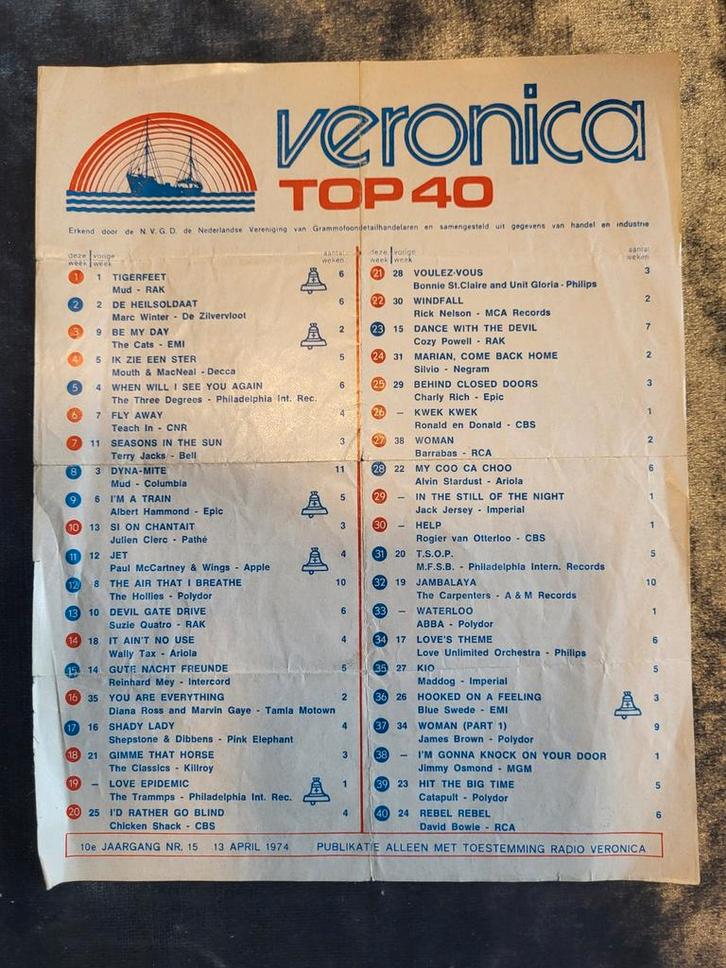 veronica
TOP 40
Erkend door de N.V.G.D. de Nederlandse Vereniging van Grammofoondetailhandelaren en samengesteld uit gegevens van handel en industrie
deze week vorige week aantal weken
1 1 TIGERFEET 6
Mud - RAK
2 2 DE HEILSOLDAAT 6
Marc Winter - De Zilvervloot
3 9 BE MY DAY 2
The Cats - EMI
4 5 IK ZIE EEN STER 5
Mouth & MacNeal - Decca
5 4 WHEN WILL I SEE YOU AGAIN 6
The Three Degrees - Philadelphia Int. Rec.
6 7 FLY AWAY 4
Teach In - CNR
7 11 SEASONS IN THE SUN 3
Terry Jacks - Bell
8 3 DYNA-MITE 11
Mud - Columbia
9 6 I'M A TRAIN 5
Albert Hammond - Epic
10 13 SI ON CHANTAIT 3
Julien Clerc - Pathé
11 12 JET 4
Paul McCartney & Wings - Apple
12 8 THE AIR THAT I BREATHE 10
The Hollies - Polydor
13 10 DEVIL GATE DRIVE 6
Suzie Quatro - RAK
14 18 IT AIN'T NO USE 4
Wally Tax - Ariola
15 14 GUTE NACHT FREUNDE 5
Reinhard Mey - Intercord
16 35 YOU ARE EVERYTHING 2
Diana Ross and Marvin Gaye - Tamla Motown
17 16 SHADY LADY 4
Shepstone & Dibbens - Pink Elephant
18 21 GIMME THAT HORSE 3
The Classics - Killroy
19 – LOVE EPIDEMIC 1
The Trammps - Philadelphia Int. Rec.
20 25 I'D RATHER GO BLIND 4
Chicken Shack - CBS
deze week vorige week aantal weken
21 28 VOULEZ-VOUS 3
Bonnie St.Claire and Unit Gloria - Philips
22 30 WINDFALL 2
Rick Nelson - MCA Records
23 15 DANCE WITH THE DEVIL 7
Cozy Powell - RAK
24 31 MARIAN, COME BACK HOME 2
Silvio - Negram
25 29 BEHIND CLOSED DOORS 3
Charly Rich - Epic
26 – KWEK KWEK 1
Ronald en Donald - CBS
27 38 WOMAN 2
Barrabas - RCA
28 22 MY COO CA CHOO 6
Alvin Stardust - Ariola
29 – IN THE STILL OF THE NIGHT 1
Jack Jersey - Imperial
30 – HELP 1
Rogier van Otterloo - CBS
31 20 T.S.O.P. 5
M.F.S.B. - Philadelphia Intern. Records
32 19 JAMBALAYA 10
The Carpenters - A & M Records
33 – WATERLOO 1
ABBA - Polydor
34 17 LOVE'S THEME 6
Love Unlimited Orchestra - Philips
35 27 KIO 5
Maddog - Imperial
36 26 HOOKED ON A FEELING 3
Blue Swede - EMI
37 34 WOMAN (PART 1) 9
James Brown - Polydor
38 – I'M GONNA KNOCK ON YOUR DOOR 1
Jimmy Osmond - MGM
39 23 HIT THE BIG TIME 5
Catapult - Polydor
40 24 REBEL REBEL 6
David Bowie - RCA
10e JAARGANG NR. 15 13 APRIL 1974 PUBLIKATIE ALLEEN MET TOESTEMMING RADIO VERONICA